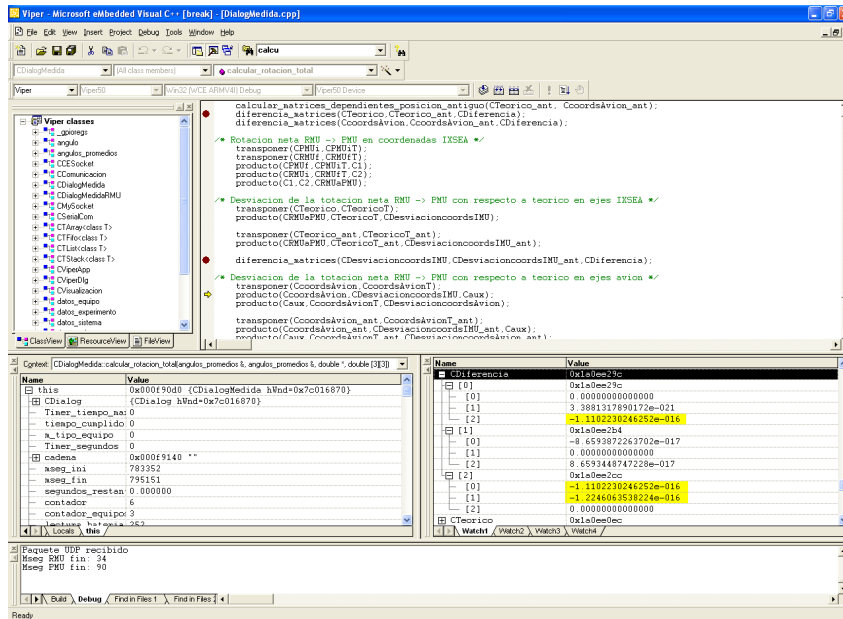 Viper - Microsoft eMbedded Visual C++ [break] - [DialogMedida.cpp]
File Edit View Insert Project Debug Tools Window Help
calcu
CDialogMedida [All class members] calcular_rotacion_total
Viper Viper50 Win32 (WCE ARMV4I) Debug Viper50 Device
Viper classes
_gpioregs
angulo
angulos_promedios
CCESocket
CComunicacion
CDialogMedida
CDialogMedidaRMU
CMySocket
CSerialCom
CTArray<class T>
CTFifo<class T>
CTList<class T>
CTStack<class T>
CViperApp
CViperDlg
CVisualizacion
datos_equipo
datos_experimento
datos_sistema
ClassView ResourceView FileView
calcular_matrices_dependientes_posicion_antiguo(CTeorico_ant, CcoordsAvion_ant);
diferencia_matrices(CTeorico,CTeorico_ant,CDiferencia);
diferencia_matrices(CcoordsAvion,CcoordsAvion_ant,CDiferencia);
/* Rotacion neta RMU -> PMU en coordenadas IXSEA */
transponer(CPMUi,CPMUiT);
transponer(CRMUf,CRMUfT);
producto(CPMUf,CPMUiT,C1);
producto(CRMUi,CRMUfT,C2);
producto(C1,C2,CRMUaPMU);
/* Desviacion de la totacion neta RMU -> PMU con respecto a teorico en ejes IXSEA */
transponer(CTeorico,CTeoricoT);
producto(CRMUaPMU,CTeoricoT,CDesviacioncoordsIMU);
transponer(CTeorico_ant,CTeoricoT_ant);
producto(CRMUaPMU,CTeoricoT_ant,CDesviacioncoordsIMU_ant);
diferencia_matrices(CDesviacioncoordsIMU,CDesviacioncoordsIMU_ant,CDiferencia);
/* Desviacion de la totacion neta RMU -> PMU con respecto a teorico en ejes avion */
transponer(CcoordsAvion,CcoordsAvionT);
producto(CcoordsAvion,CDesviacioncoordsIMU,Caux);
producto(Caux,CcoordsAvionT,CDesviacioncoordsAvion);
transponer(CcoordsAvion_ant,CcoordsAvionT_ant);
producto(CcoordsAvion_ant,CDesviacioncoordsIMU_ant,Caux);
producto(Caux,CcoordsAvionT_ant,CDesviacioncoordsAvion_ant);
Context: CDialogMedida::calcular_rotacion_total(angulos_promedios &, angulos_promedios &, double *, double [3][3])
Name Value
this 0x000f90d0 {CDialogMedida hWnd=0x7c016870}
CDialog {CDialog hWnd=0x7c016870}
Timer_tiempo_ma: 0
tiempo_cumplido 0
m_tipo_equipo 0
Timer_segundos 0
cadena 0x000f9140 ""
mseg_ini 783352
mseg_fin 795151
segundos_restan 0.000000
contador 6
contador_equipo: 3
lectura_bateria 252
Locals this
Name Value
CDiferencia 0x1a0ee29c
[0] 0x1a0ee29c
[0] 0.00000000000000
[1] 3.3881317890172e-021
[2] -1.1102230246252e-016
[1] 0x1a0ee2b4
[0] -8.6593872263702e-017
[1] 0.00000000000000
[2] 8.6593448747228e-017
[2] 0x1a0ee2cc
[0] -1.1102230246252e-016
[1] -1.2246063538224e-016
[2] 0.00000000000000
CTeorico 0x1a0ee0ec
Watch1 Watch2 Watch3 Watch4
Paquete UDP recibido
Mseg RMU fin: 34
Mseg PMU fin: 90
Build Debug Find in Files 1 Find in Files 2
Ready